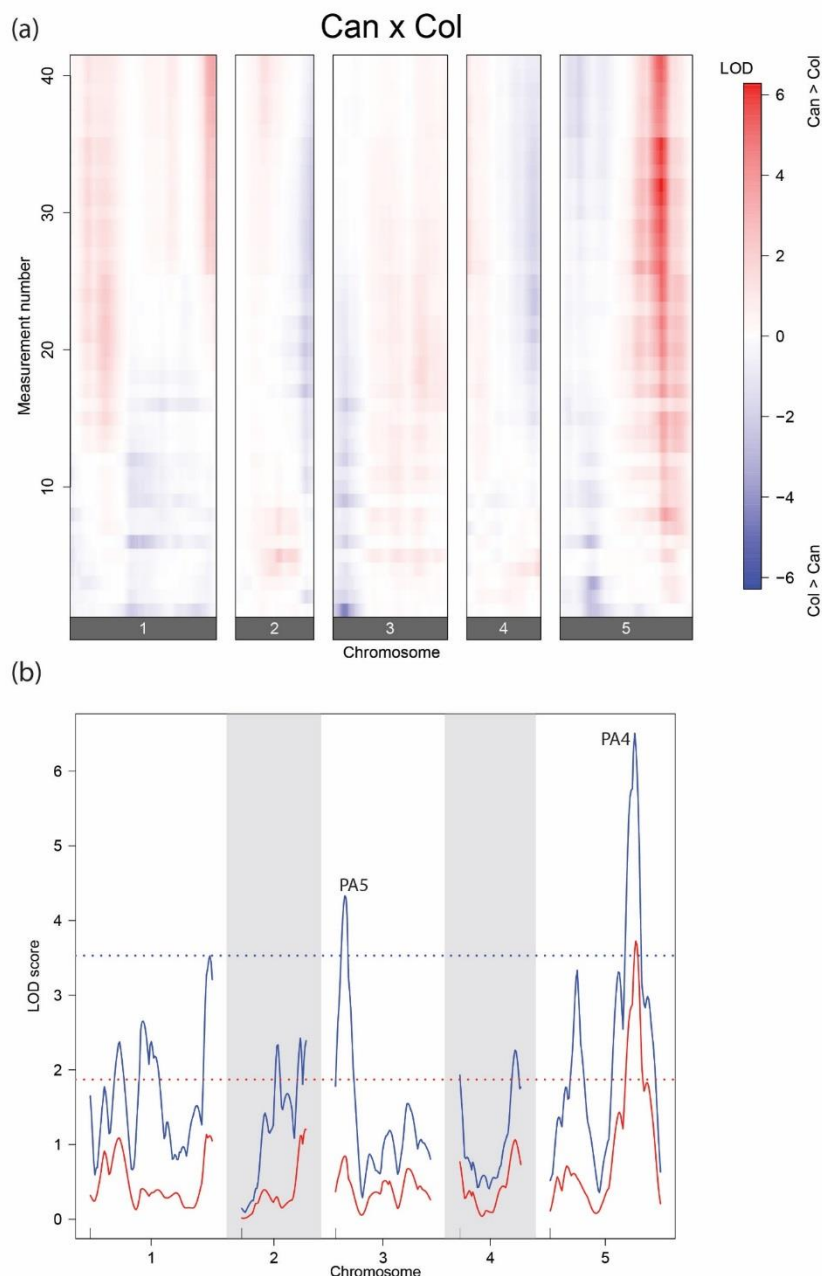 (a)
Can x Col
LOD
Can > Col
Col > Can
6
4
2
0
−2
−4
−6
Measurement number
40
30
20
10
1 2 3 4 5
Chromosome
(b)
LOD score
6
5
4
3
2
1
0
PA5
PA4
1 2 3 4 5
Chromosome